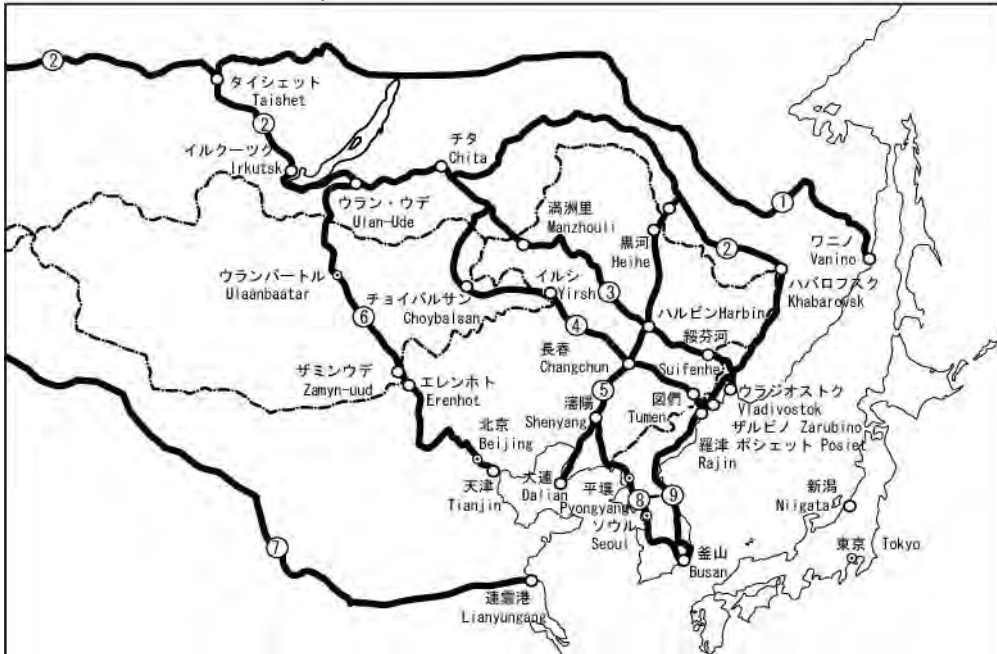 ②
タイシェット
Taishet
②
イルクーツク
Irkutsk
チタ
Chita
ウラン・ウデ
Ulan-Ude
満洲里
Manzhouli
黒河
Heihe
①
②
ワニノ
Vanino
ハバロフスク
Khabarovsk
ウランバートル
Ulaanbaatar
チョイバルサン
Choybalsan
イルシ
Yirsh
③
ハルビンHarbin
⑥
④
綏芬河
Suifenhe
長春
Changchun
ザミンウデ
Zamyn-uud
エレンホト
Erenhot
⑤
瀋陽
Shenyang
図們
Tumen
ウラジオストク
Vladivostok
ザルビノ Zarubino
北京
Beijing
羅津 ポシェット Posiet
Rajin
天津
Tianjin
大連
Dalian
平壌
Pyongyang
⑧
⑨
ソウル
Seoul
新潟
Niigata
⑦
釜山
Busan
東京 Tokyo
連雲港
Lianyungang